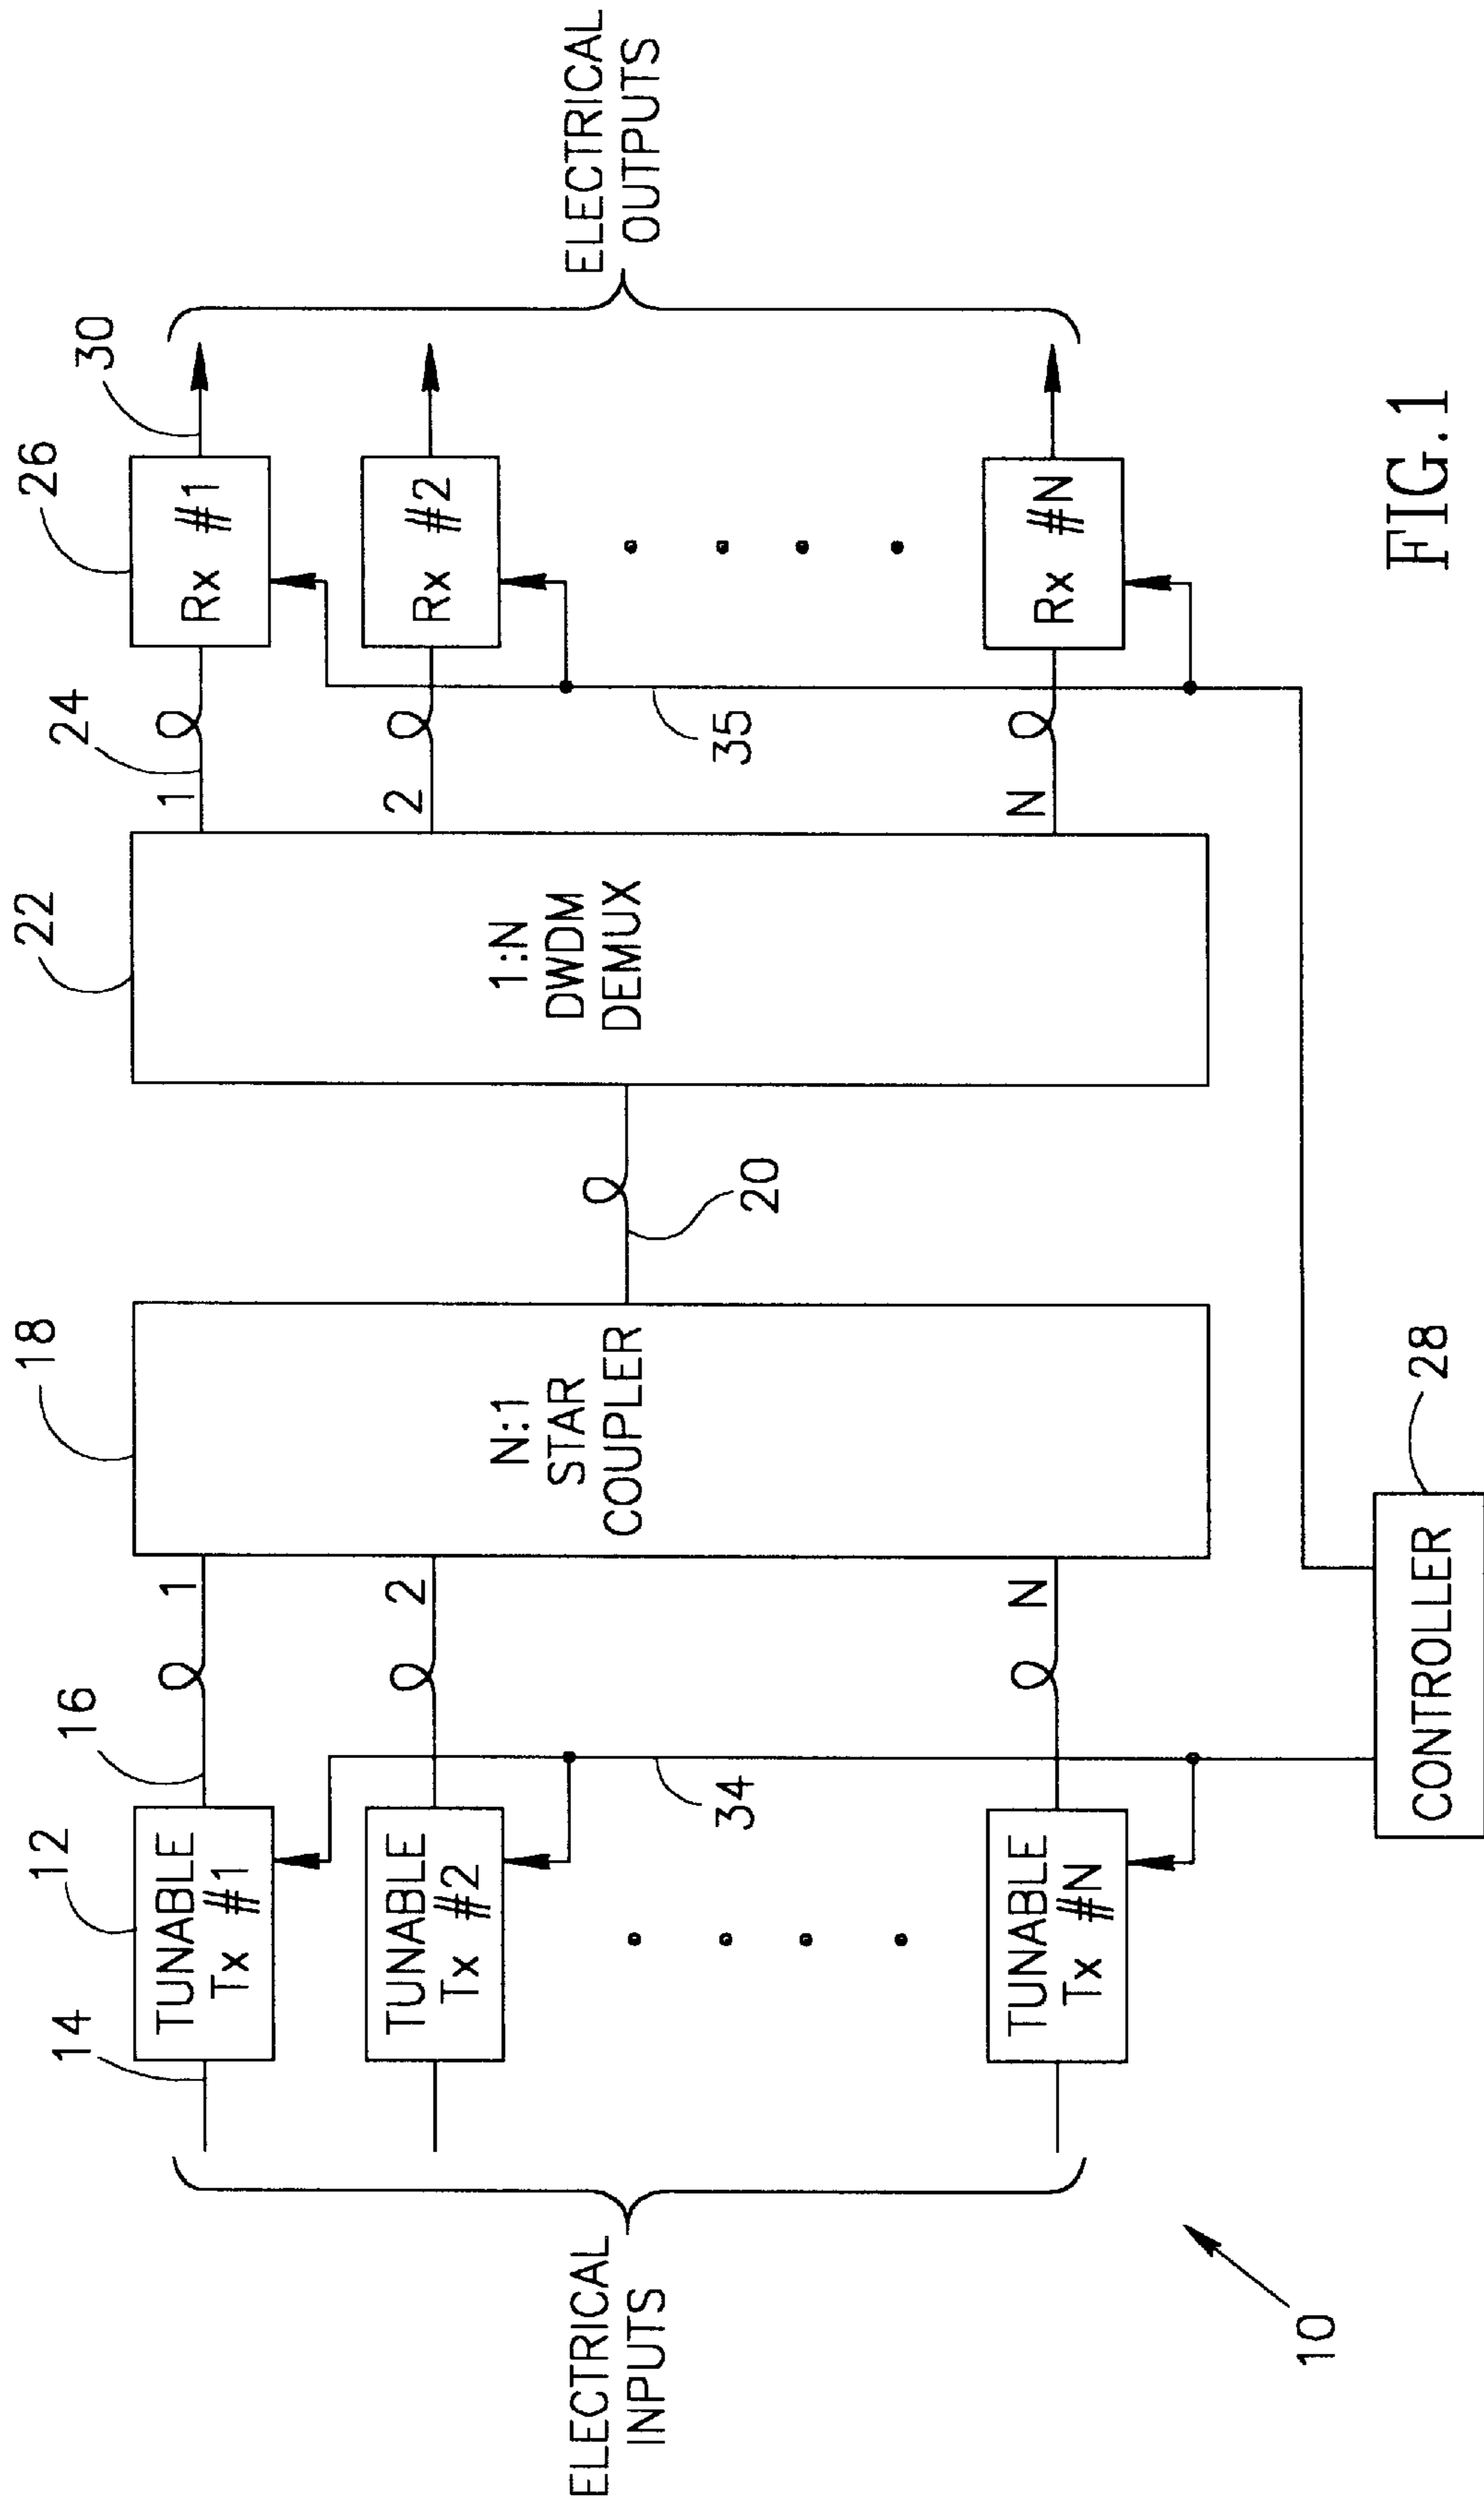 ELECTRICAL
INPUTS
14
12
16
TUNABLE
Tx #1
TUNABLE
Tx #2
TUNABLE
Tx #N
34
1
2
N
18
N:1
STAR
COUPLER
20
22
1:N
DWDM
DEMUX
24
1
2
N
35
26
Rx #1
Rx #2
Rx #N
30
ELECTRICAL
OUTPUTS
10
CONTROLLER
28
FIG.1